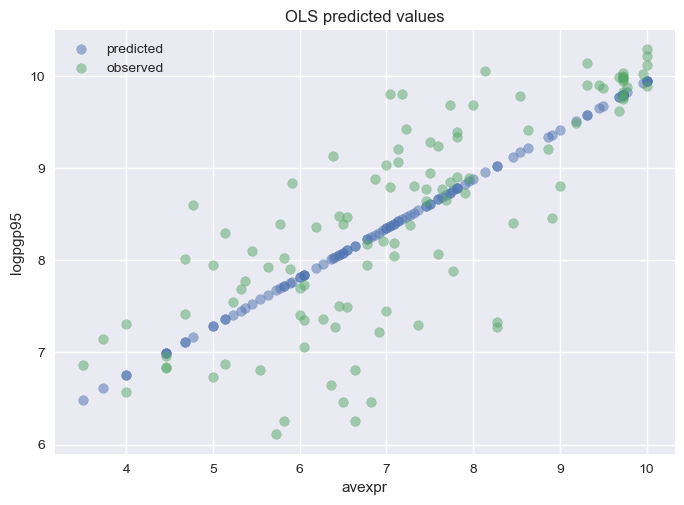 OLS predicted values
predicted
observed
10
9
8
7
6
logpgp95
4 5 6 7 8 9 10
avexpr